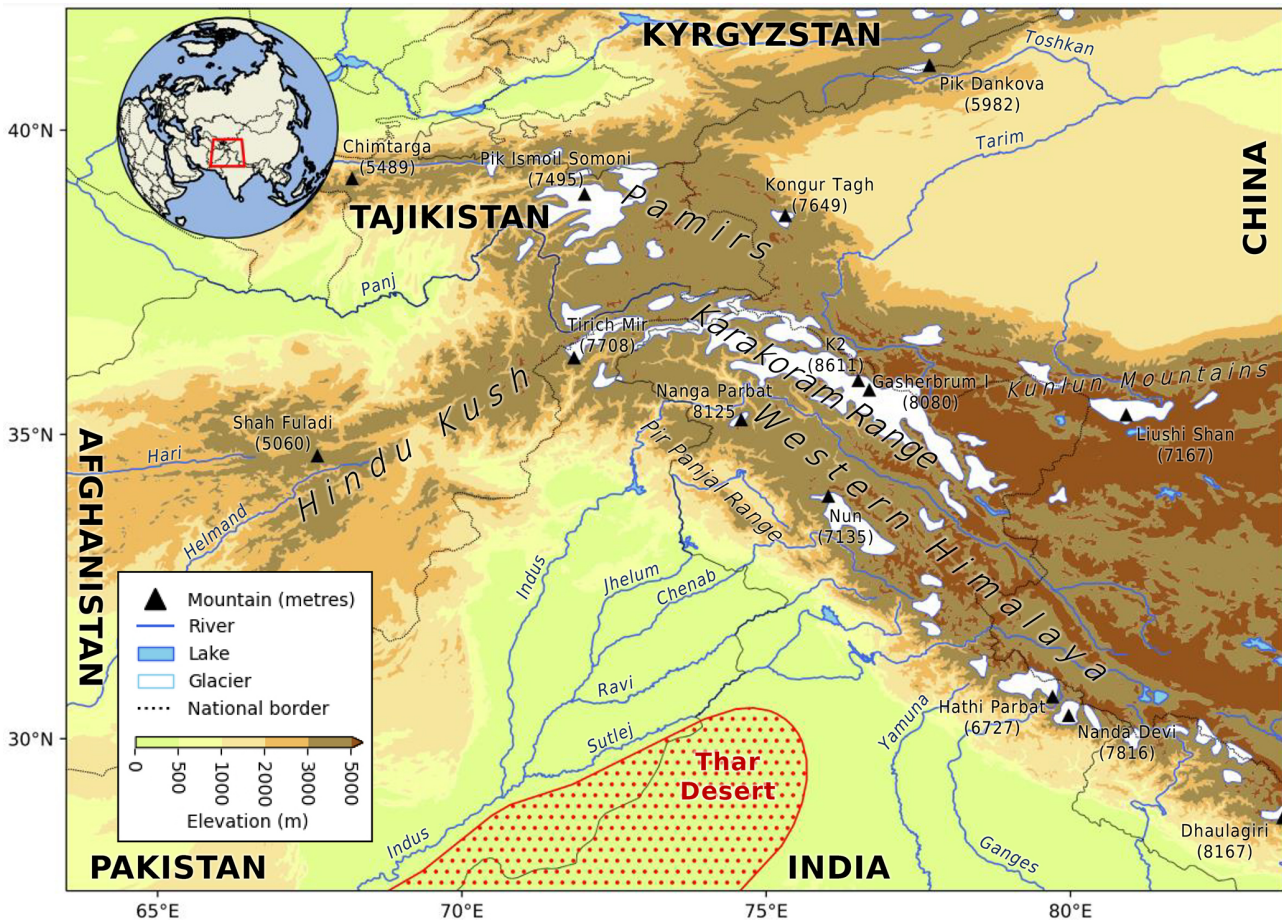 KYRGYZSTAN
Toshkan
Pik Dankova
(5982)
40°N
Chimtarga
(5489)
Pik Ismoil Somoni
(7495)
Tarim
CHINA
Kongur Tagh
(7649)
Pamirs
TAJIKISTAN
Panj
Tirich Mir
(7708)
Karakoram Range
K2
(8611)
Gasherbrum I
(8080)
Kunlun Mountains
Nanga Parbat
8125
Liushi Shan
(7167)
Shah Fuladi
(5060)
Hindu Kush
35°N
Hari
Helmand
AFGHANISTAN
Pir Panjal Range
Western Himalaya
Nun
(7135)
Indus
Jhelum
Chenab
Ravi
Sutlej
Mountain (metres)
River
Lake
Glacier
National border
0
500
1000
2000
3000
5000
Elevation (m)
30°N
Thar
Desert
Yamuna
Hathi Parbat
(6727)
Nanda Devi
(7816)
Dhaulagiri
(8167)
Indus
Ganges
PAKISTAN
INDIA
65°E
70°E
75°E
80°E